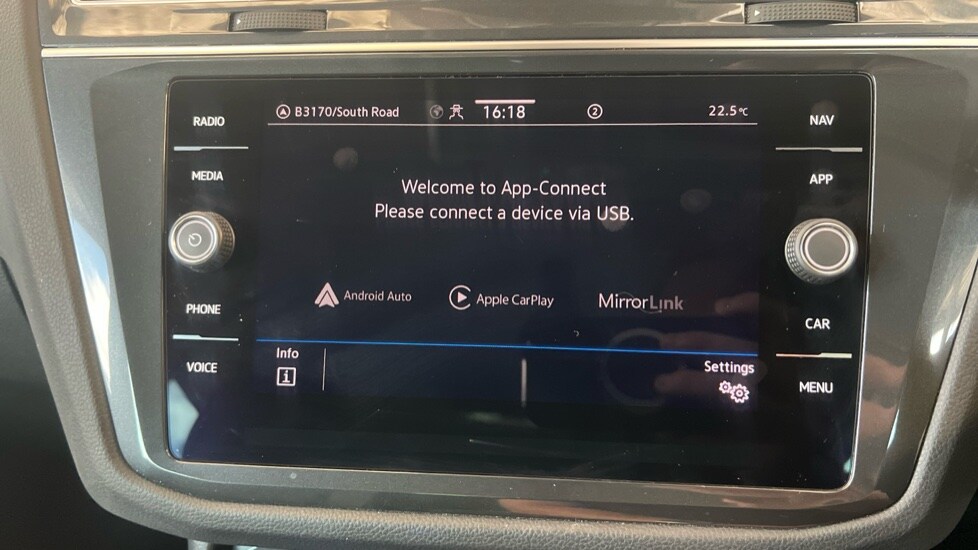 RADIO
MEDIA
PHONE
VOICE
B3170/South Road
16:18
2
22.5°C
Welcome to App-Connect
Please connect a device via USB.
Android Auto
Apple CarPlay
MirrorLink
Info
i
Settings
NAV
APP
CAR
MENU